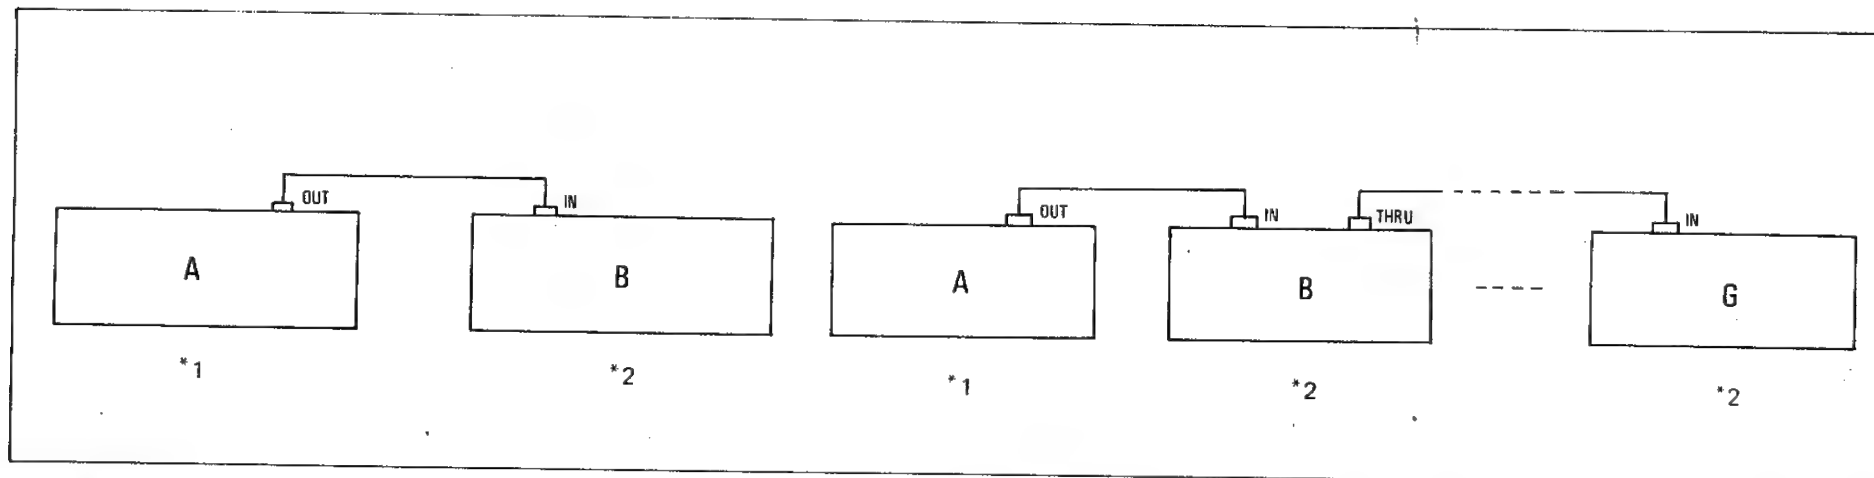 OUT IN
A B
*1 *2
OUT IN THRU IN
A B G
*1 *2 *2